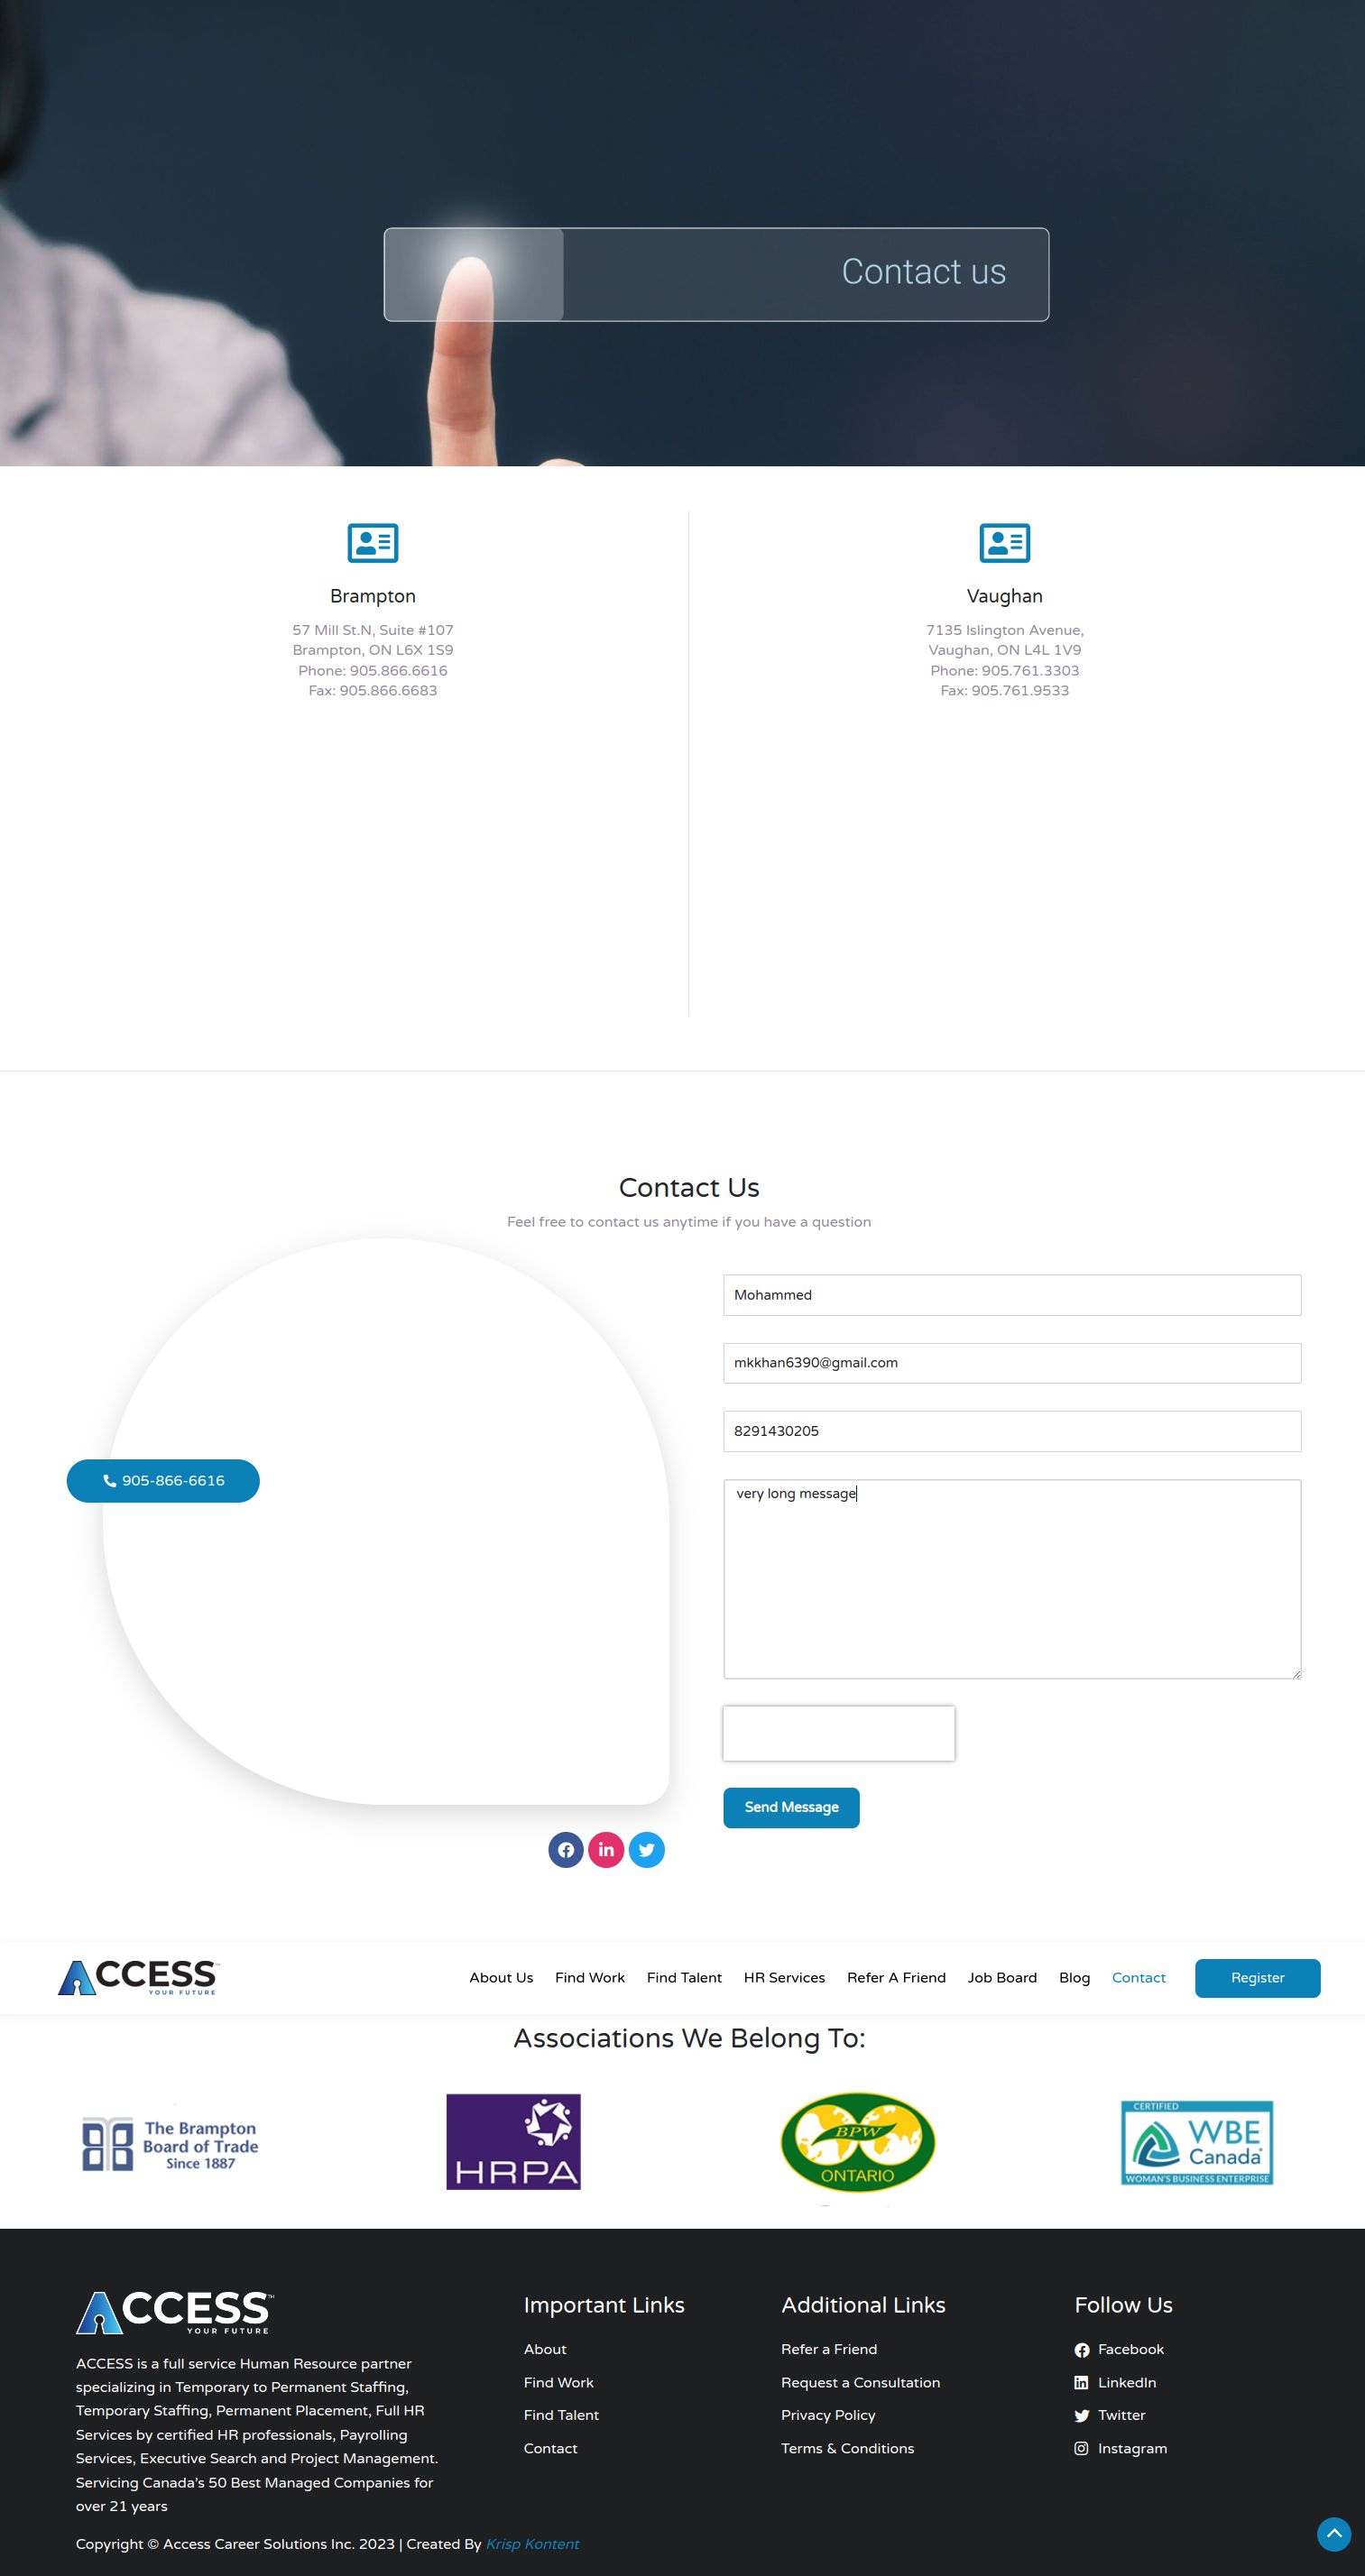 Contact us
Brampton
57 Mill St.N, Suite #107
Brampton, ON L6X 1S9
Phone: 905.866.6616
Fax: 905.866.6683
Vaughan
7135 Islington Avenue,
Vaughan, ON L4L 1V9
Phone: 905.761.3303
Fax: 905.761.9533
Contact Us
Feel free to contact us anytime if you have a question
905-866-6616
Mohammed
mkkhan6390@gmail.com
8291430205
very long message
Send Message
ACCESS
YOUR FUTURE
About Us Find Work Find Talent HR Services Refer A Friend Job Board Blog Contact Register
Associations We Belong To:
The Brampton
Board of Trade
Since 1887
HRPA
BPW
ONTARIO
CERTIFIED
WBE
Canada
WOMAN'S BUSINESS ENTERPRISE
ACCESS™
YOUR FUTURE
ACCESS is a full service Human Resource partner
specializing in Temporary to Permanent Staffing,
Temporary Staffing, Permanent Placement, Full HR
Services by certified HR professionals, Payrolling
Services, Executive Search and Project Management.
Servicing Canada's 50 Best Managed Companies for
over 21 years
Important Links
About
Find Work
Find Talent
Contact
Additional Links
Refer a Friend
Request a Consultation
Privacy Policy
Terms & Conditions
Follow Us
Facebook
LinkedIn
Twitter
Instagram
Copyright © Access Career Solutions Inc. 2023 | Created By Krisp Kontent